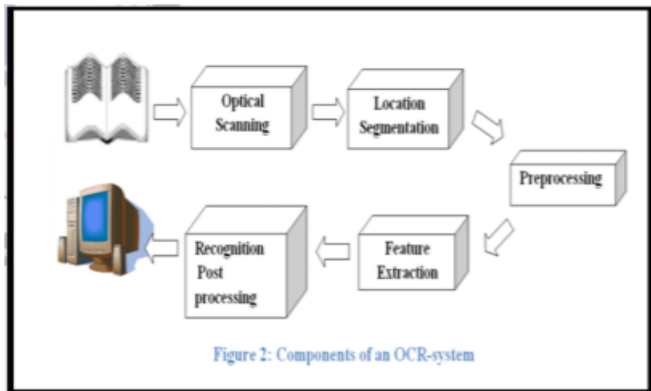 Optical
Scanning
Location
Segmentation
Preprocessing
Feature
Extraction
Recognition
Post
processing
Figure 2: Components of an OCR-system